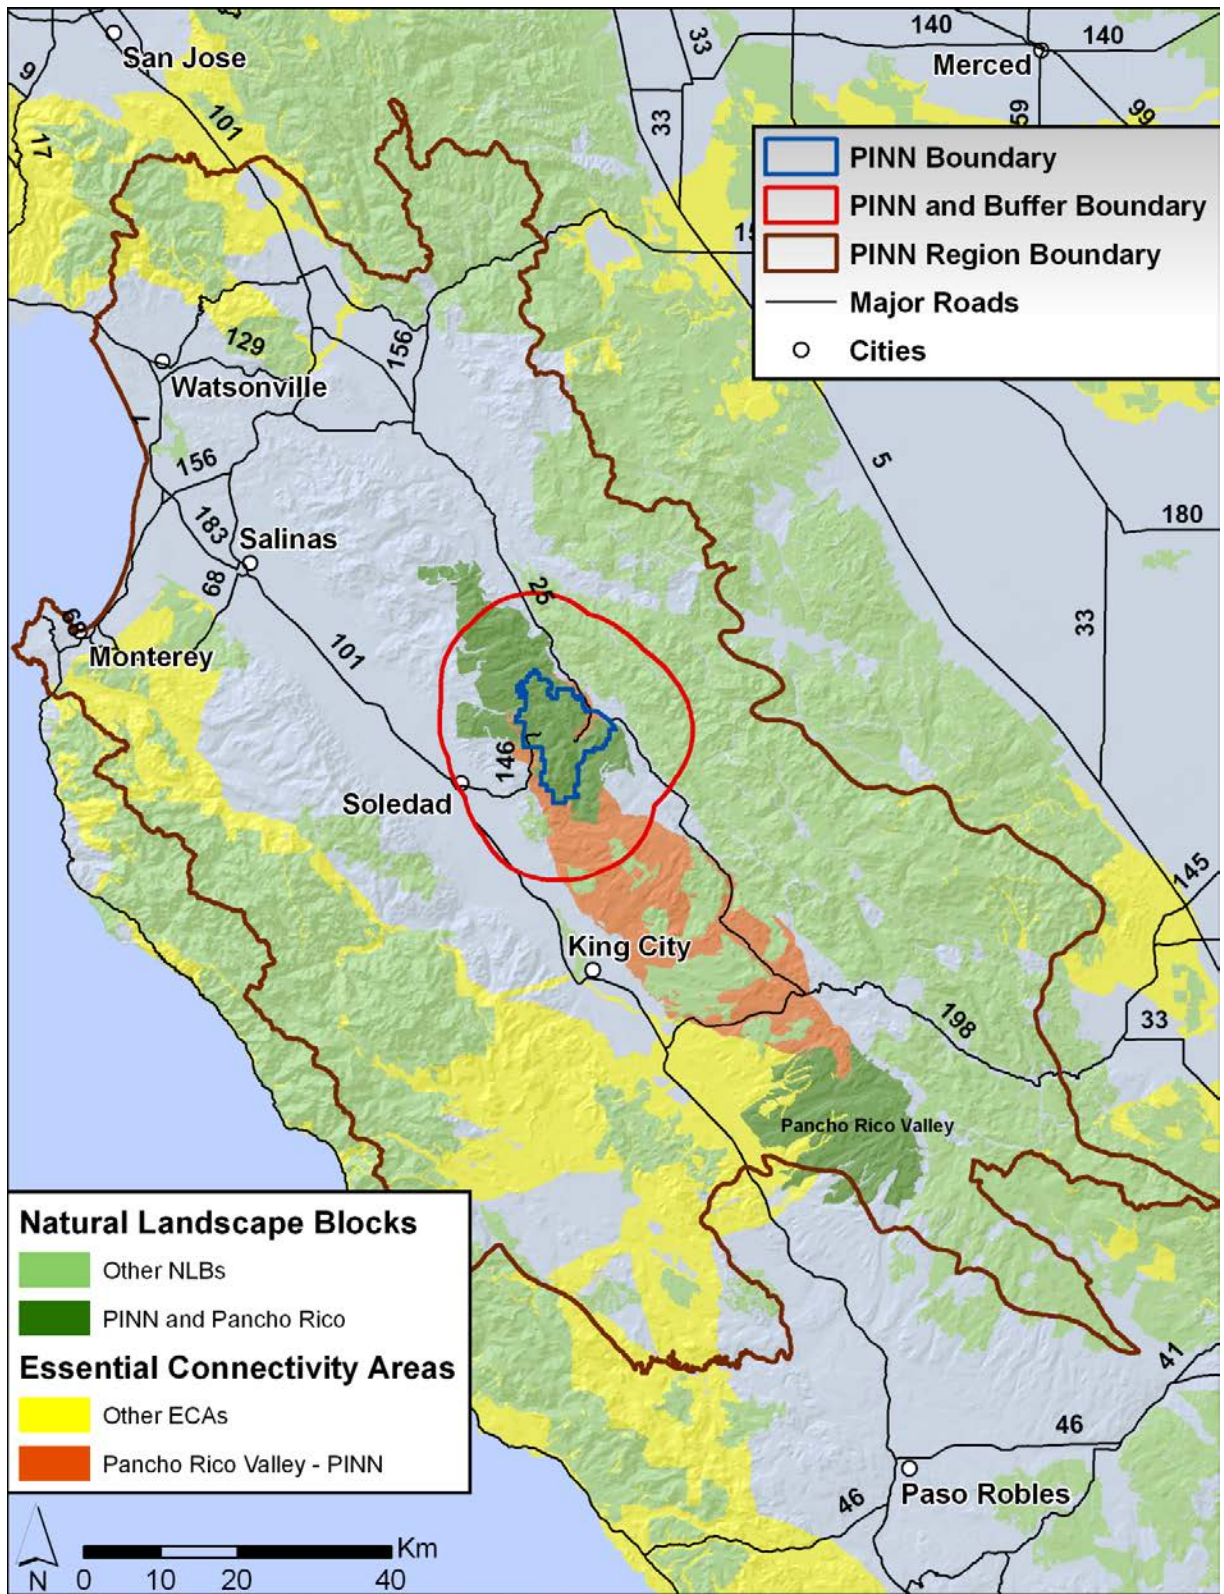 San Jose
9
17
101
33
140
140
Merced
33
59
99
PINN Boundary
PINN and Buffer Boundary
PINN Region Boundary
Major Roads
Cities
15
129
156
Watsonville
1
156
183
Salinas
68
5
180
33
25
68
Monterey
101
146
Soledad
145
King City
198
33
Pancho Rico Valley
Natural Landscape Blocks
Other NLBs
PINN and Pancho Rico
Essential Connectivity Areas
Other ECAs
Pancho Rico Valley - PINN
41
46
46
Paso Robles
N
0 10 20 40
Km